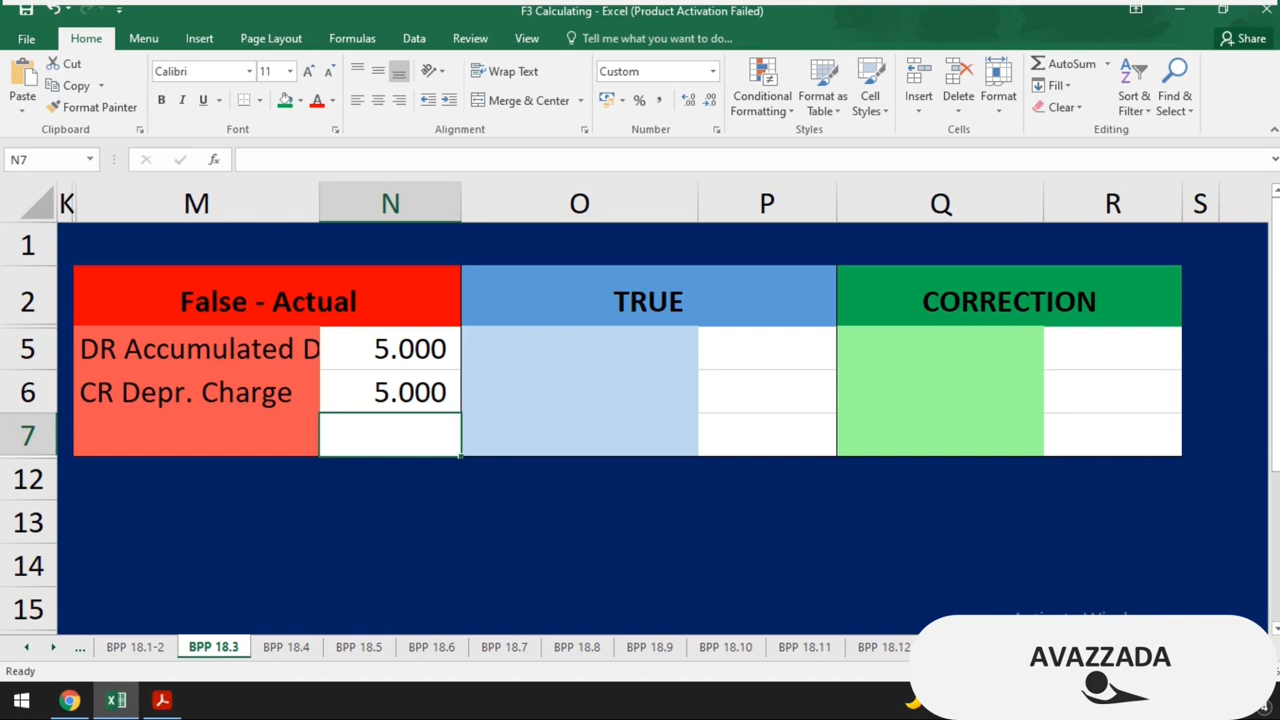 F3 Calculating - Excel (Product Activation Failed)
File Home Menu Insert Page Layout Formulas Data Review View Tell me what you want to do... Share
Paste Cut Copy Format Painter
Calibri 11
B I U A
Wrap Text
Merge & Center
Custom
% ,
Conditional Formatting Format as Table Cell Styles
Insert Delete Format
AutoSum
Fill
Clear
Sort & Filter Find & Select
Clipboard Font Alignment Number Styles Cells Editing
N7 fx
K M N O P Q R S
1
2 False - Actual TRUE CORRECTION
5 DR Accumulated D 5.000
6 CR Depr. Charge 5.000
7
12
13
14
15
... BPP 18.1-2 BPP 18.3 BPP 18.4 BPP 18.5 BPP 18.6 BPP 18.7 BPP 18.8 BPP 18.9 BPP 18.10 BPP 18.11 BPP 18.12
Ready
AVAZZADA